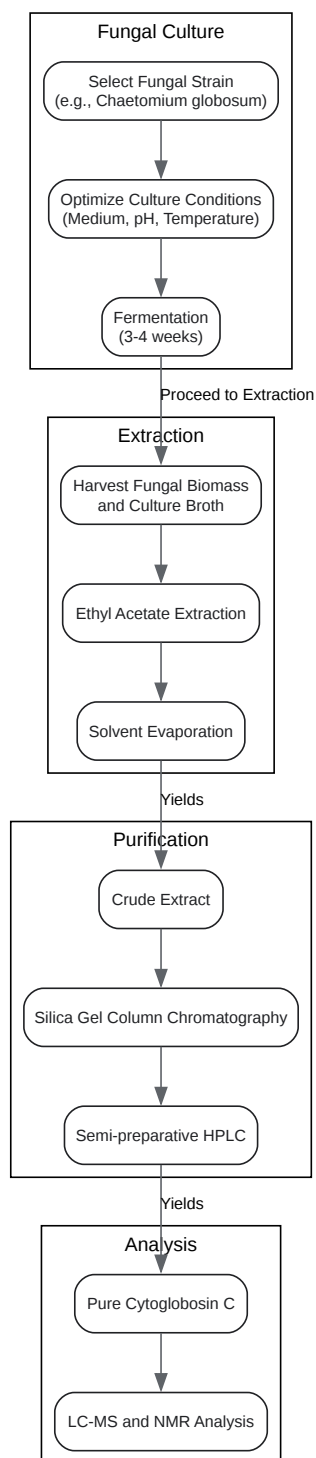 Fungal Culture
Select Fungal Strain
(e.g., Chaetomium globosum)
Optimize Culture Conditions
(Medium, pH, Temperature)
Fermentation
(3-4 weeks)
Proceed to Extraction
Extraction
Harvest Fungal Biomass
and Culture Broth
Ethyl Acetate Extraction
Solvent Evaporation
Yields
Purification
Crude Extract
Silica Gel Column Chromatography
Semi-preparative HPLC
Yields
Analysis
Pure Cytoglobosin C
LC-MS and NMR Analysis